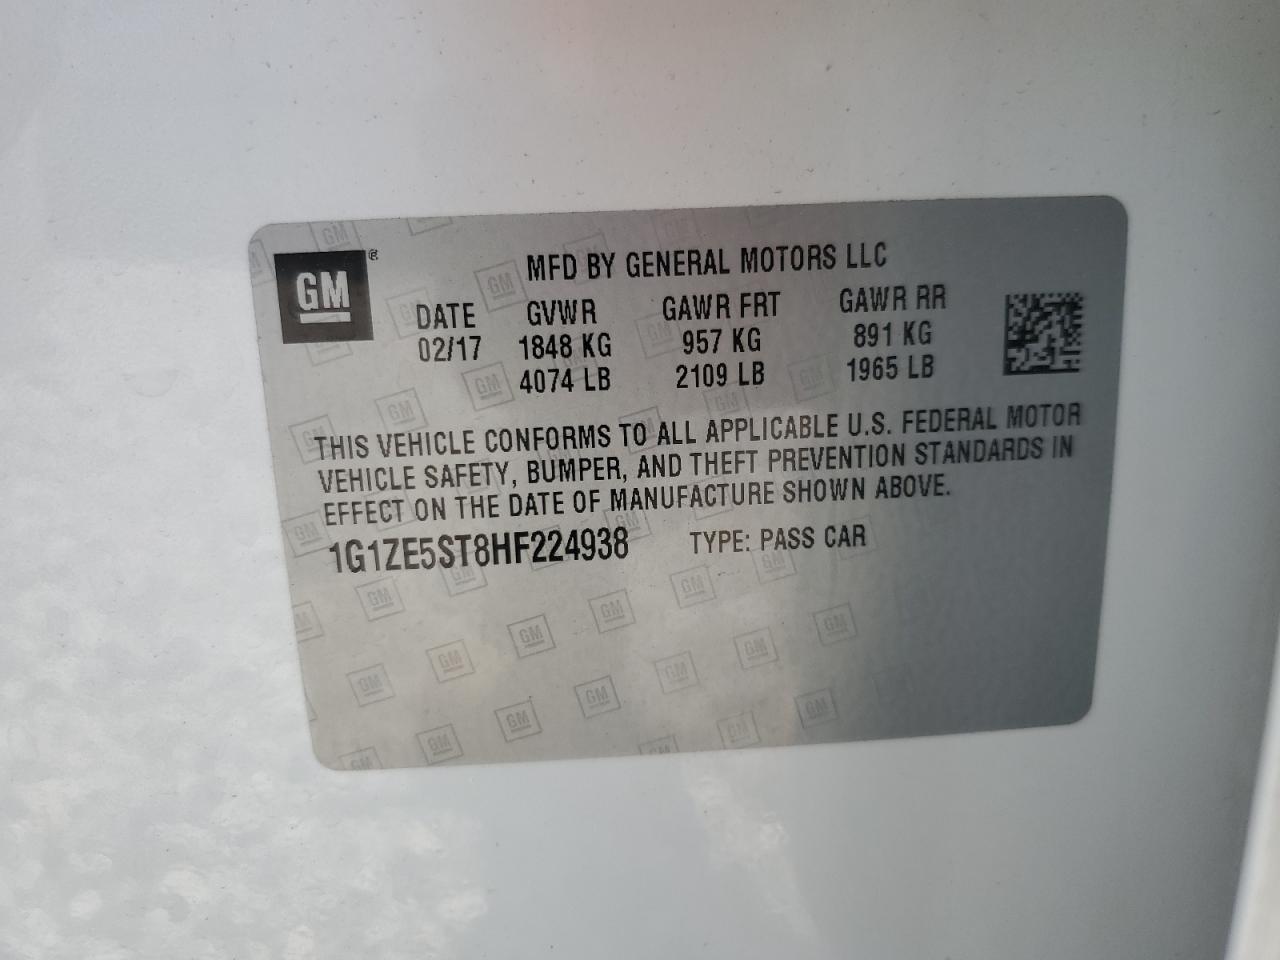 GM®
MFD BY GENERAL MOTORS LLC
DATE GVWR GAWR FRT GAWR RR
02/17 1848 KG 957 KG 891 KG
4074 LB 2109 LB 1965 LB
THIS VEHICLE CONFORMS TO ALL APPLICABLE U.S. FEDERAL MOTOR
VEHICLE SAFETY, BUMPER, AND THEFT PREVENTION STANDARDS IN
EFFECT ON THE DATE OF MANUFACTURE SHOWN ABOVE.
1G1ZE5ST8HF224938 TYPE: PASS CAR